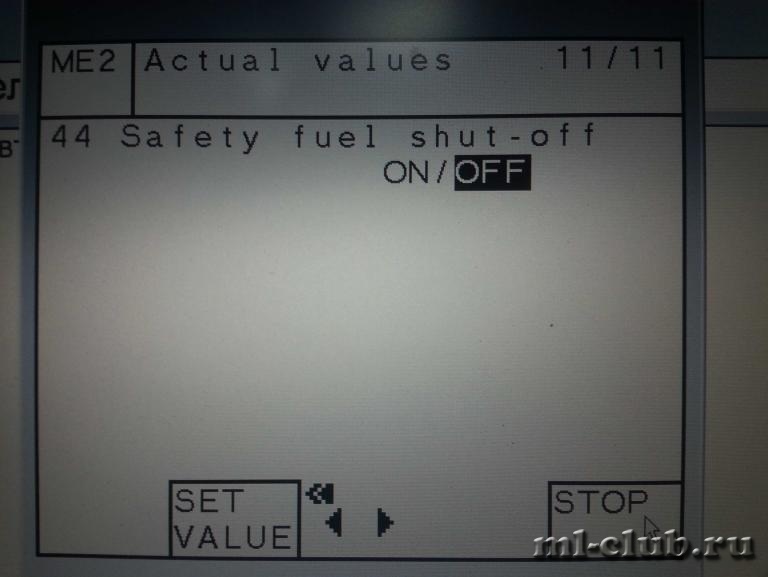 ME2 Actual values 11/11
44 Safety fuel shut-off
ON/OFF
SET
VALUE
STOP
ml-club.ru